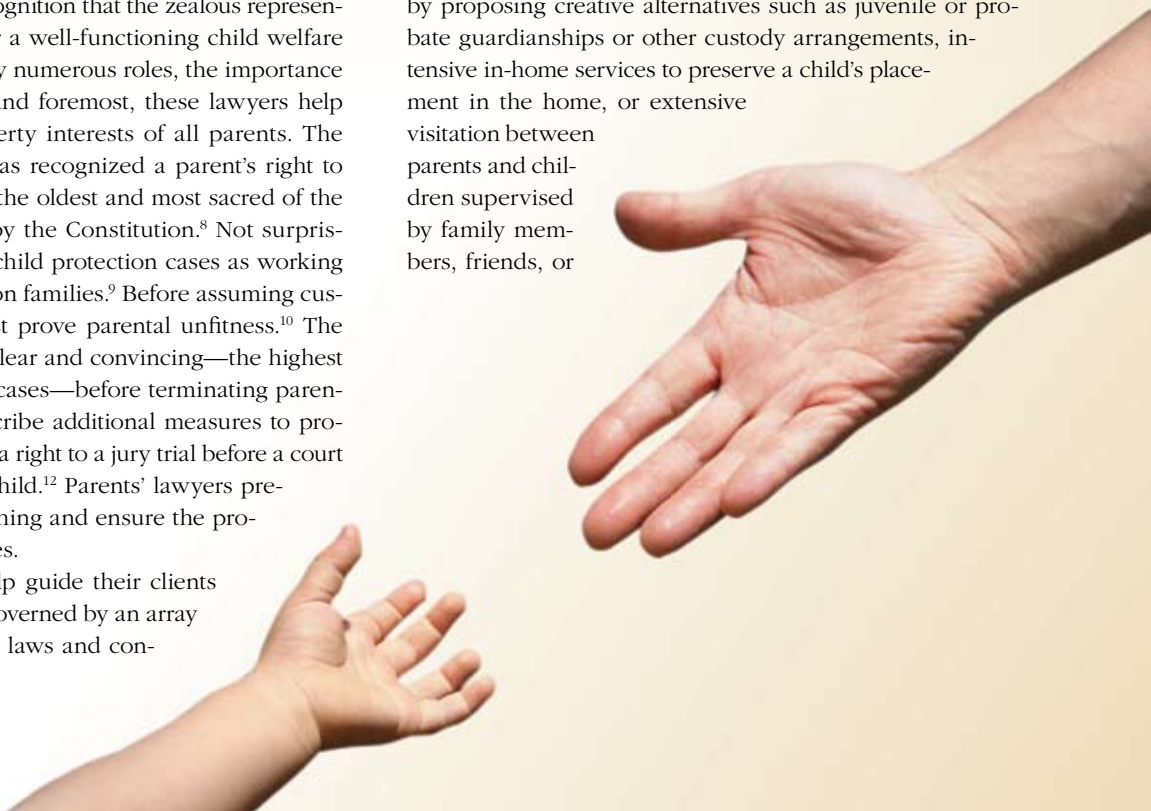 ognition that the zealous represen-
r a well-functioning child welfare
y numerous roles, the importance
nd foremost, these lawyers help
erty interests of all parents. The
as recognized a parent's right to
the oldest and most sacred of the
by the Constitution.⁸ Not surpris-
child protection cases as working
on families.⁹ Before assuming cus-
t prove parental unfitness.¹⁰ The
lear and convincing—the highest
cases—before terminating paren-
cribe additional measures to pro-
a right to a jury trial before a court
hild.¹² Parents' lawyers pre-
ning and ensure the pro-
es.
lp guide their clients
overned by an array
laws and con-
by proposing creative alternatives such as juvenile or pro-
bate guardianships or other custody arrangements, in-
tensive in-home services to preserve a child's place-
ment in the home, or extensive
visitation between
parents and chil-
dren supervised
by family mem-
bers, friends, or